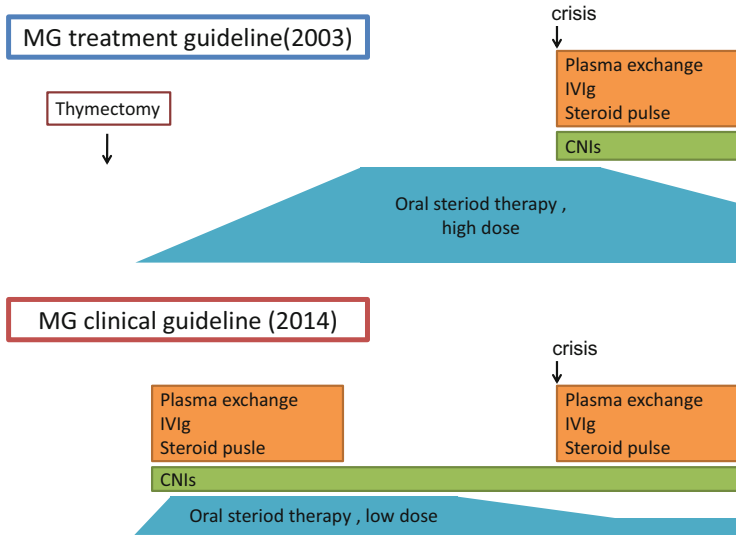 crisis
MG treatment guideline(2003)
Plasma exchange
IVIg
Steroid pulse
Thymectomy
CNIs
Oral steriod therapy ,
high dose
MG clinical guideline (2014)
crisis
Plasma exchange
IVIg
Steroid pusle
Plasma exchange
IVIg
Steroid pulse
CNIs
Oral steriod therapy , low dose